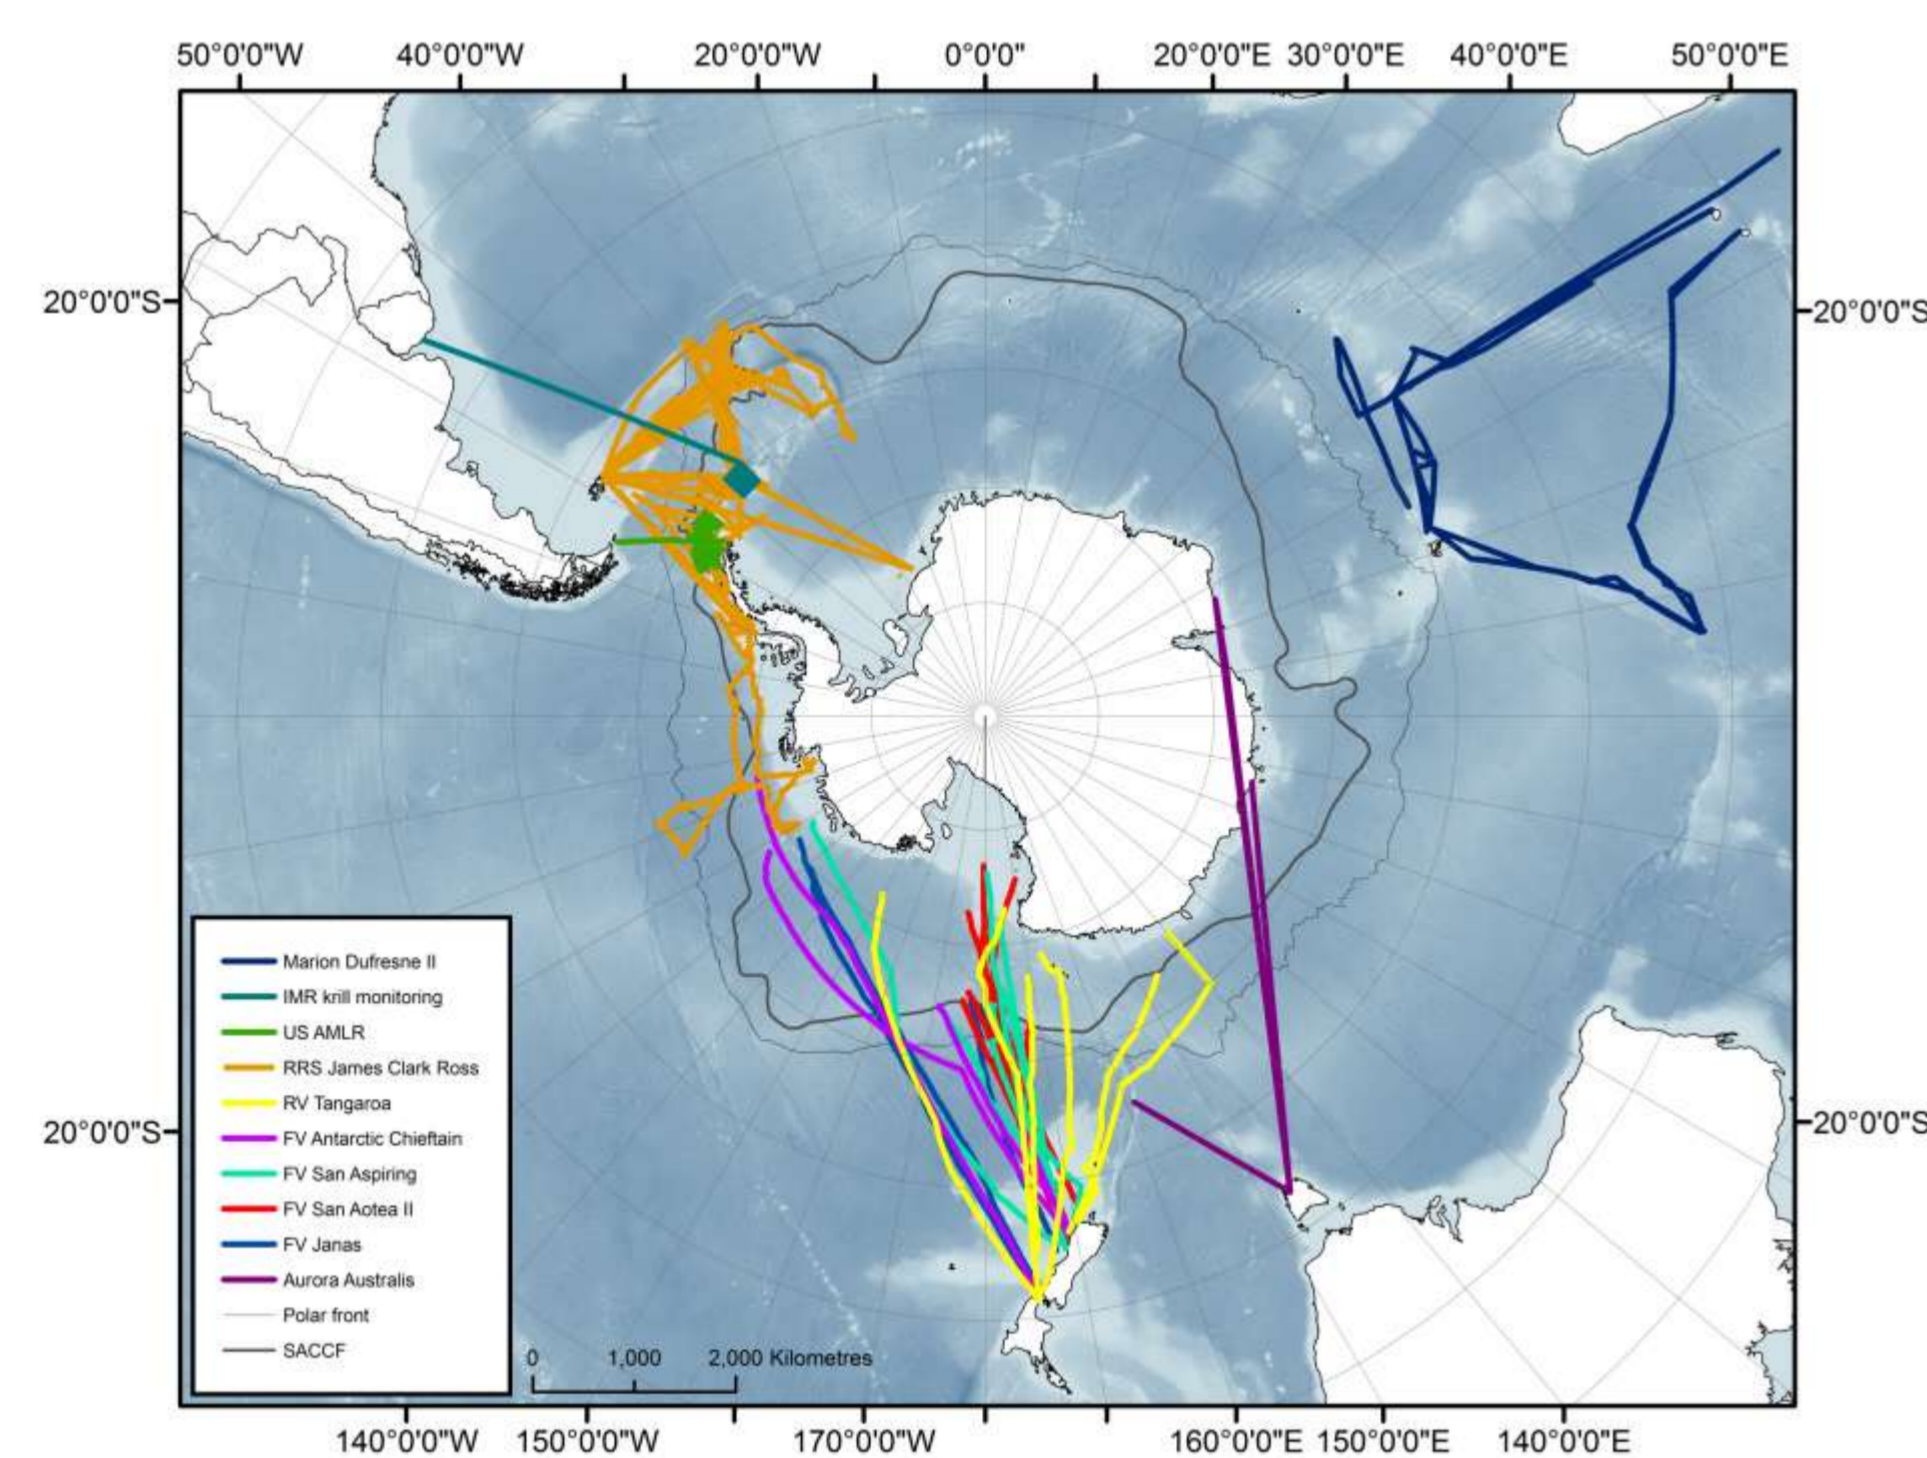 50°0'0"W 40°0'0"W 20°0'0"W 0°0'0" 20°0'0"E 30°0'0"E 40°0'0"E 50°0'0"E
20°0'0"S 20°0'0"S
20°0'0"S 20°0'0"S
Marion Dufresne II
IMR krill monitoring
US AMLR
RRS James Clark Ross
RV Tangaroa
FV Antarctic Chieftain
FV San Aspiring
FV San Aotea II
FV Janas
Aurora Australis
Polar front
SACCF
0 1,000 2,000 Kilometres
140°0'0"W 150°0'0"W 170°0'0"W 160°0'0"E 150°0'0"E 140°0'0"E